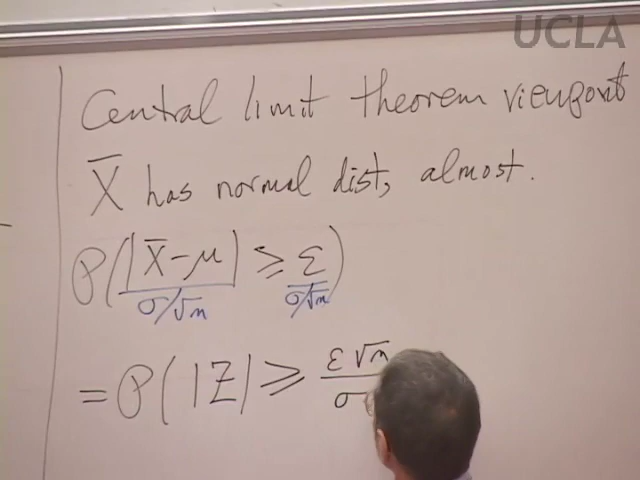 UCLA
Central limit theorem viewpoint
X̄ has normal dist, almost.
P(|X̄-μ|/(σ/√n) ≥ ε/(σ/√n))
= P(|Z| ≥ ε√n/σ